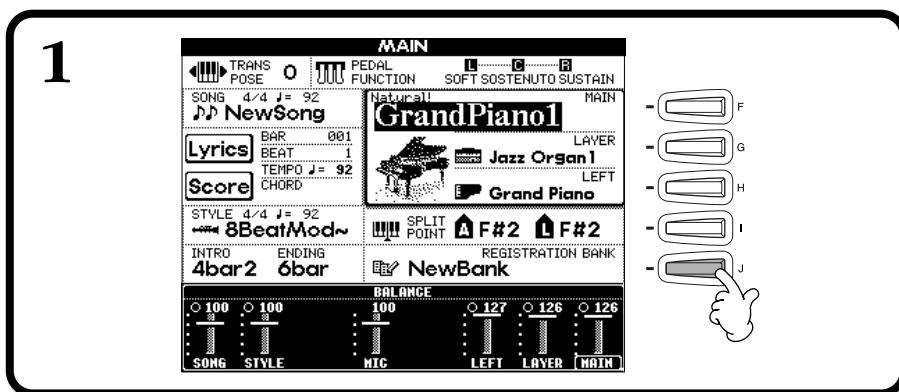 1
MAIN
TRANS POSE 0
PEDAL FUNCTION
L C R
SOFT SOSTENUTO SUSTAIN
SONG 4/4 ♩= 92
NewSong
Lyrics
Score
BAR 001
BEAT 1
TEMPO ♩= 92
CHORD
Natural! MAIN
GrandPiano1
LAYER
Jazz Organ1
LEFT
Grand Piano
STYLE 4/4 ♩= 92
8BeatMod~
SPLIT POINT A F#2 L F#2
INTRO ENDING
4bar2 6bar
REGISTRATION BANK
NewBank
BALANCE
100 100 100 127 126 126
SONG STYLE MIC LEFT LAYER MAIN
F
G
H
I
J